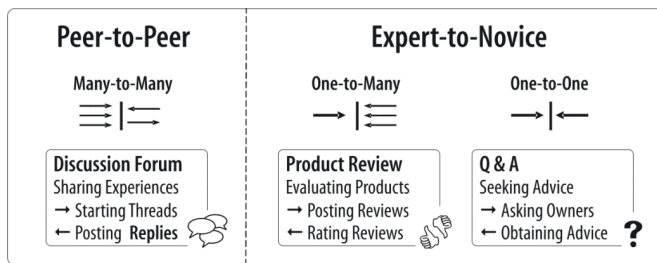 Peer-to-Peer
Expert-to-Novice
Many-to-Many
One-to-Many
One-to-One
Discussion Forum
Sharing Experiences
→ Starting Threads
← Posting Replies
Product Review
Evaluating Products
→ Posting Reviews
← Rating Reviews
Q & A
Seeking Advice
→ Asking Owners
← Obtaining Advice
?